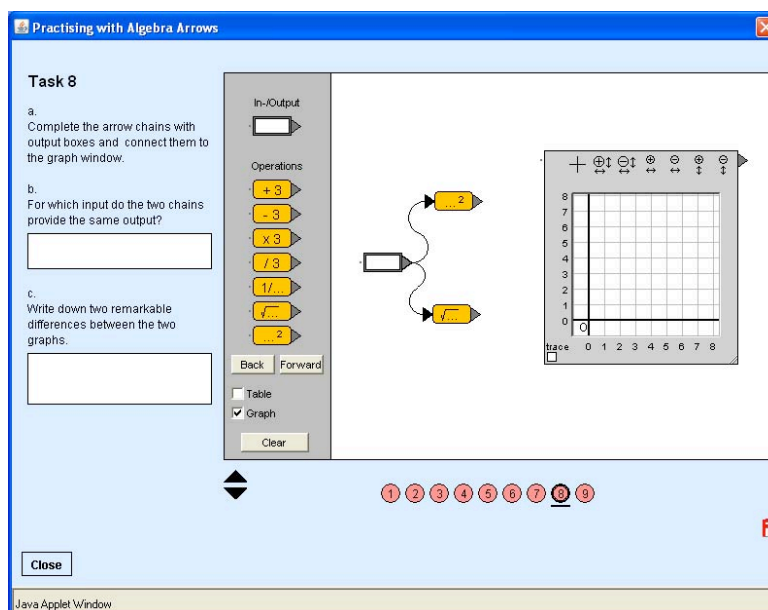 Practising with Algebra Arrows
Task 8
a.
Complete the arrow chains with
output boxes and connect them to
the graph window.
b.
For which input do the two chains
provide the same output?
c.
Write down two remarkable
differences between the two
graphs.
In-/Output
Operations
+ 3
- 3
x 3
/ 3
1/...
√...
... ²
Back Forward
Table
Graph
Clear
... ²
√...
8
7
6
5
4
3
2
1
0
O
trace 0 1 2 3 4 5 6 7 8
1 2 3 4 5 6 7 8 9
Close
Java Applet Window